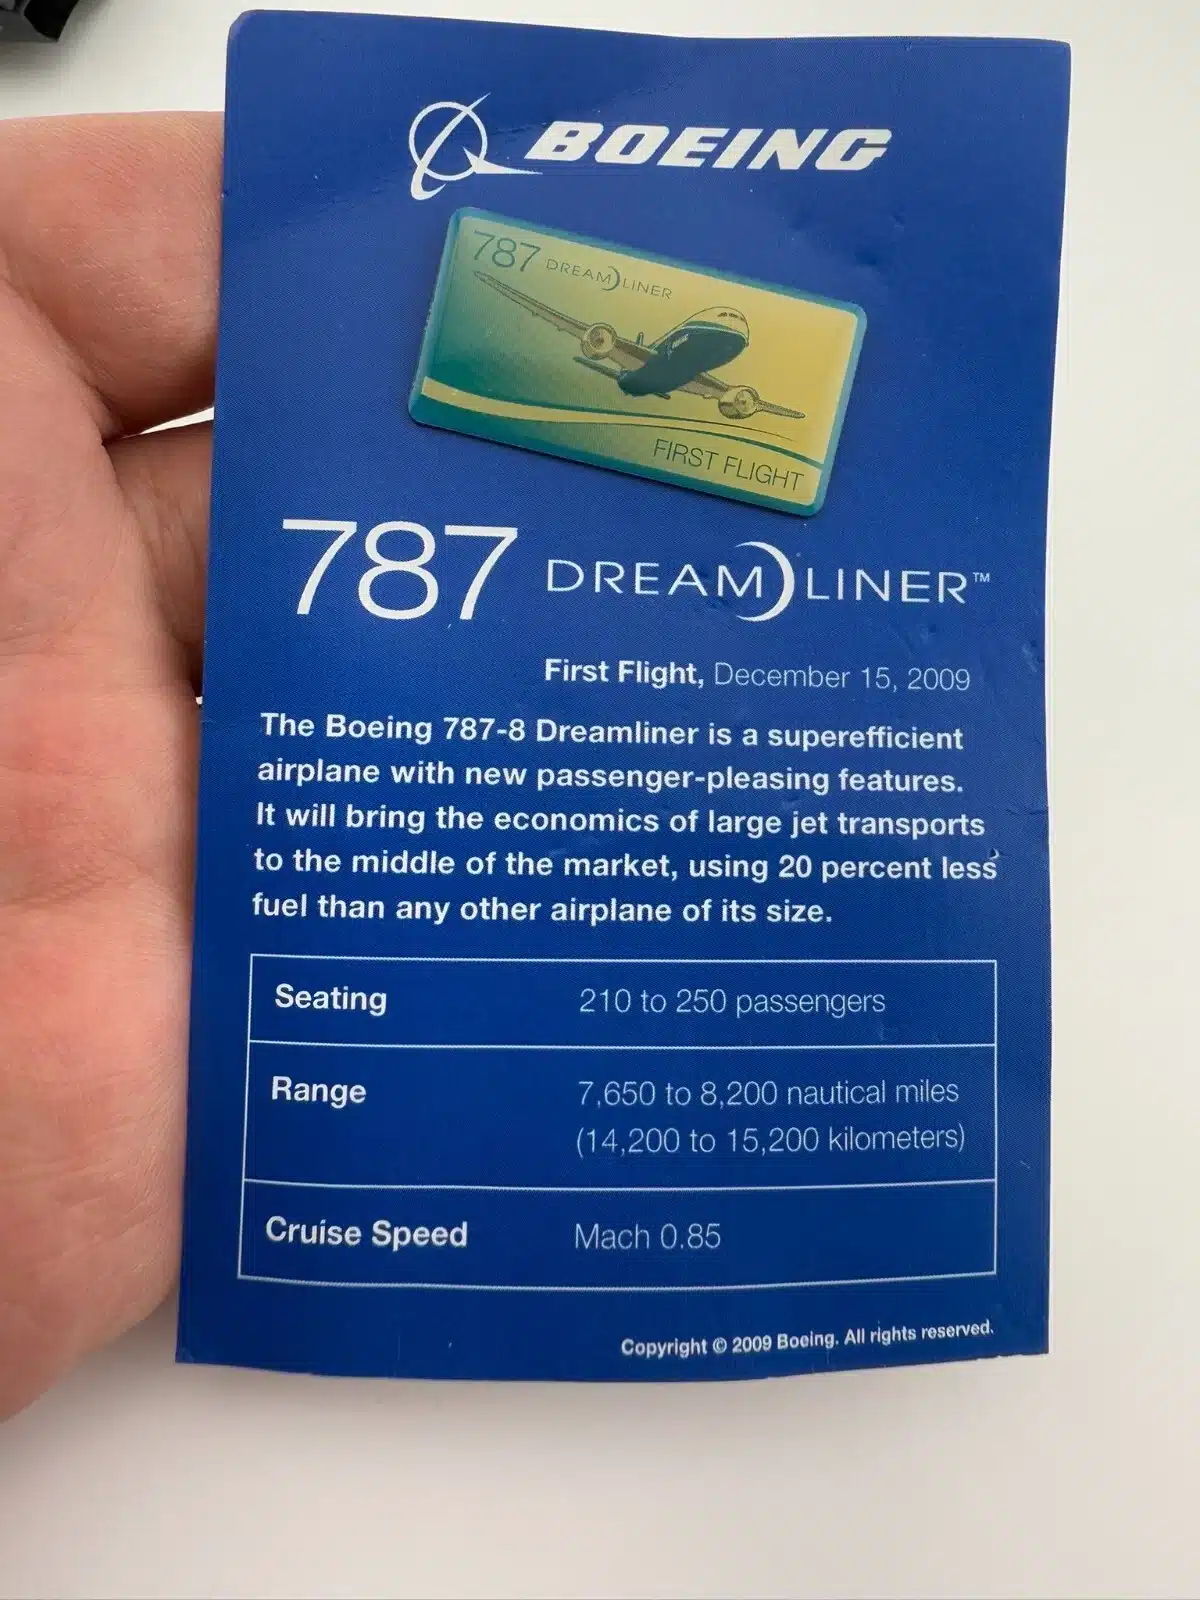 BOEING
787 DREAMLINER
BOEING
FIRST FLIGHT
787 DREAMLINER™
First Flight, December 15, 2009
The Boeing 787-8 Dreamliner is a superefficient
airplane with new passenger-pleasing features.
It will bring the economics of large jet transports
to the middle of the market, using 20 percent less
fuel than any other airplane of its size.
Seating 210 to 250 passengers
Range 7,650 to 8,200 nautical miles
(14,200 to 15,200 kilometers)
Cruise Speed Mach 0.85
Copyright © 2009 Boeing. All rights reserved.